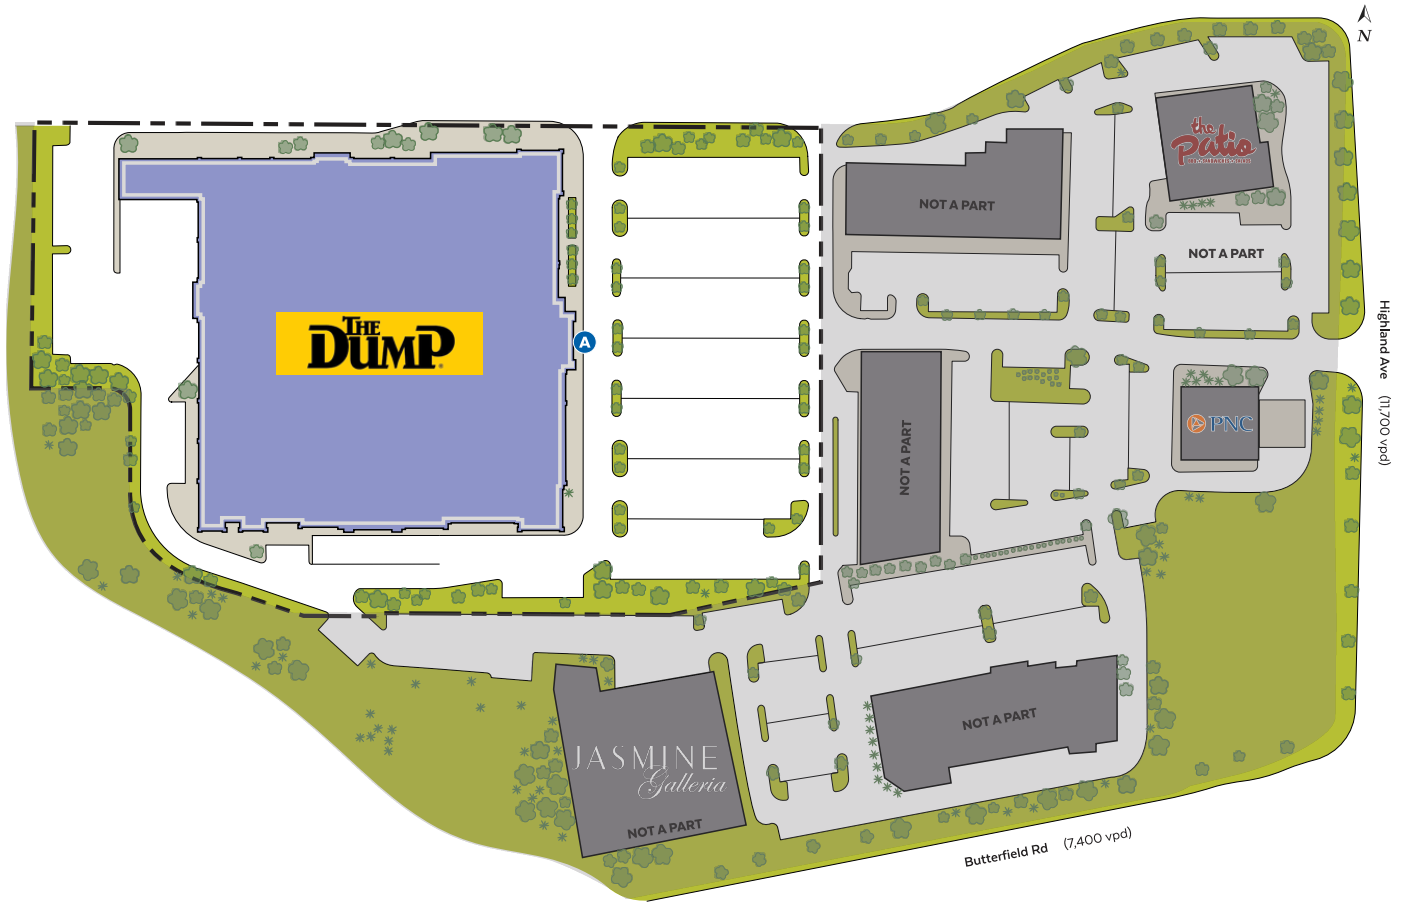 N
the
Patio
NOT A PART
NOT A PART
THE
DUMP
A
Highland Ave (11,700 vpd)
PNC
NOT A PART
NOT A PART
JASMINE
Galleria
NOT A PART
Butterfield Rd (7,400 vpd)